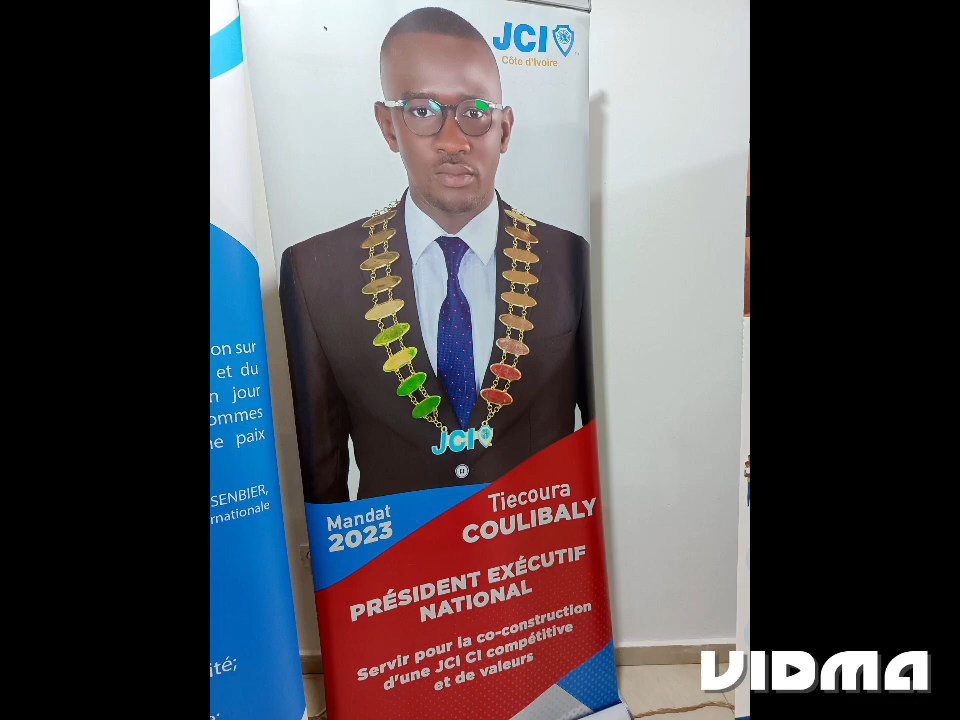 JCI
Côte d'Ivoire
on sur
et du
n jour
ommes
ne paix
SENBIER,
rnationale
ité;
JCI
Mandat
2023
Tiecoura
COULIBALY
PRÉSIDENT EXÉCUTIF
NATIONAL
Servir pour la co-construction
d'une JCI CI compétitive
et de valeurs
VIDMA